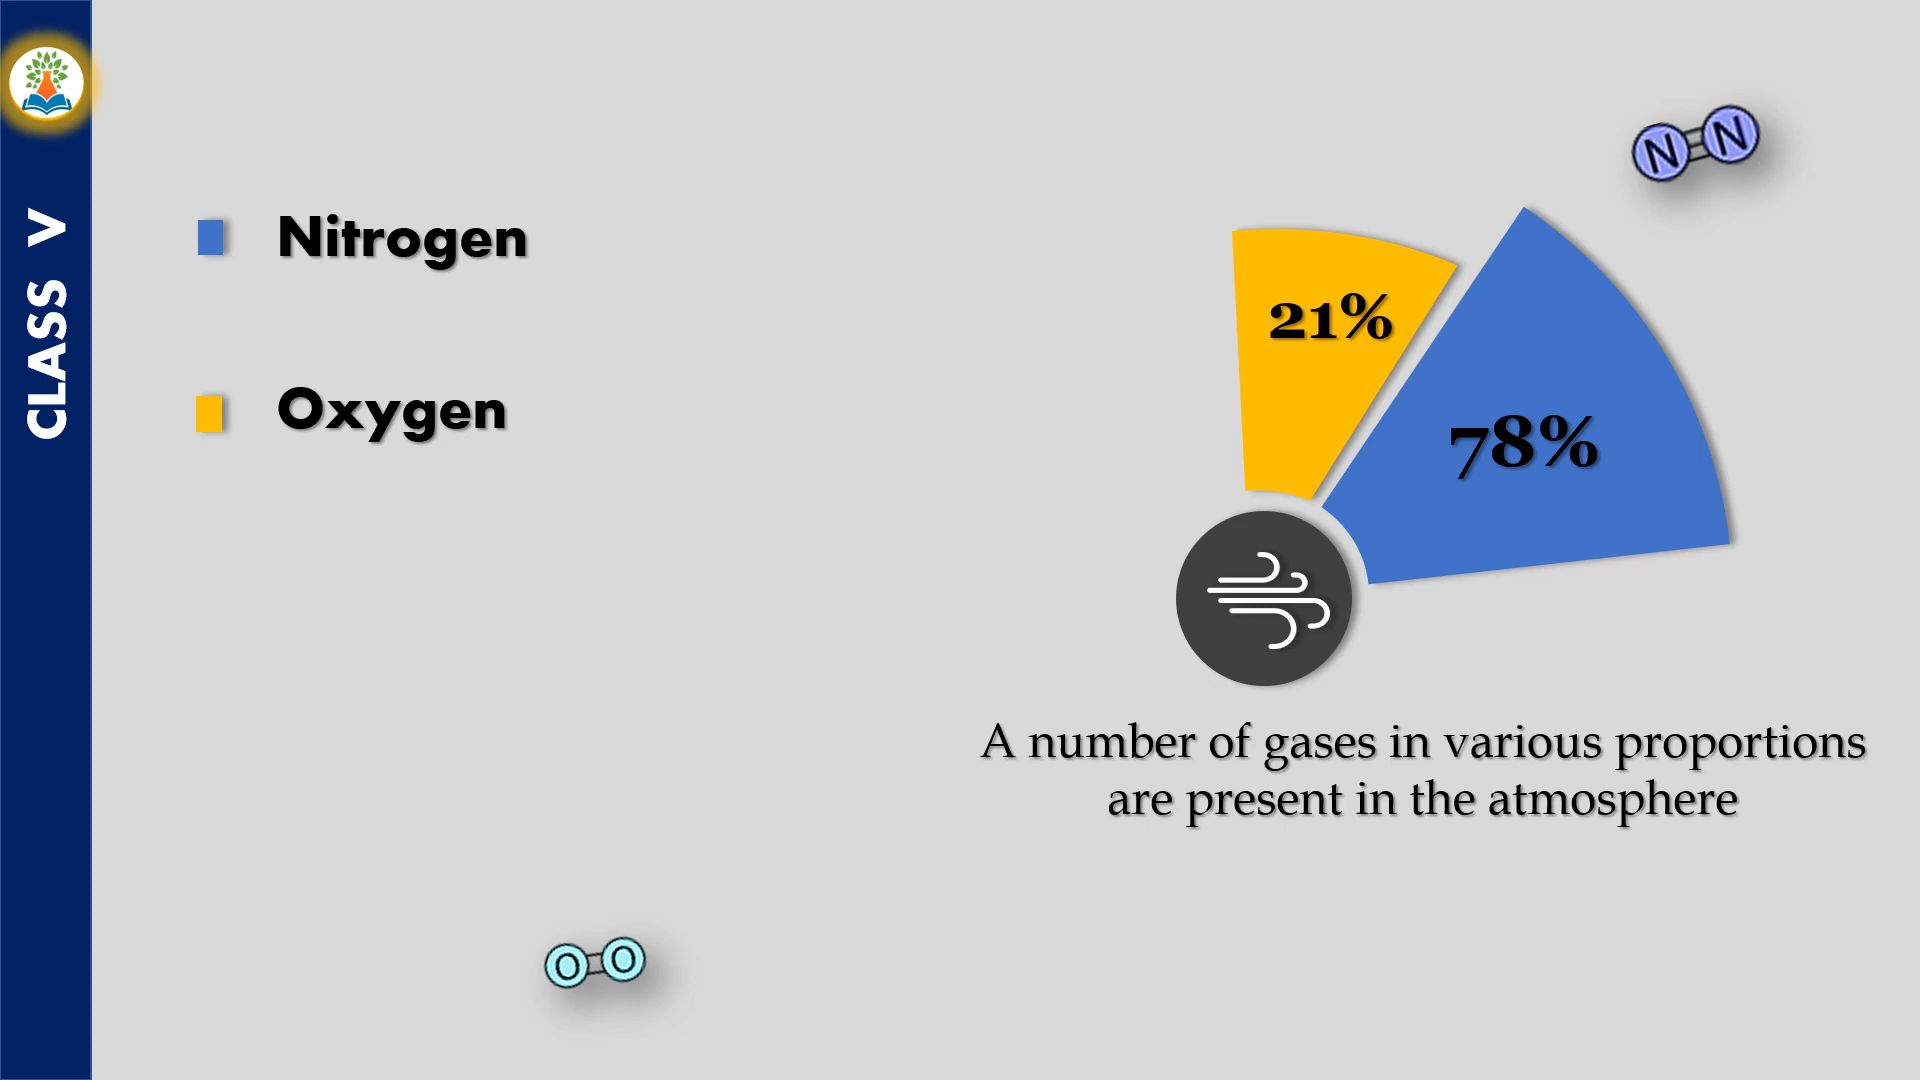 CLASS V
Nitrogen
Oxygen
N N
21%
78%
A number of gases in various proportions
are present in the atmosphere
O O